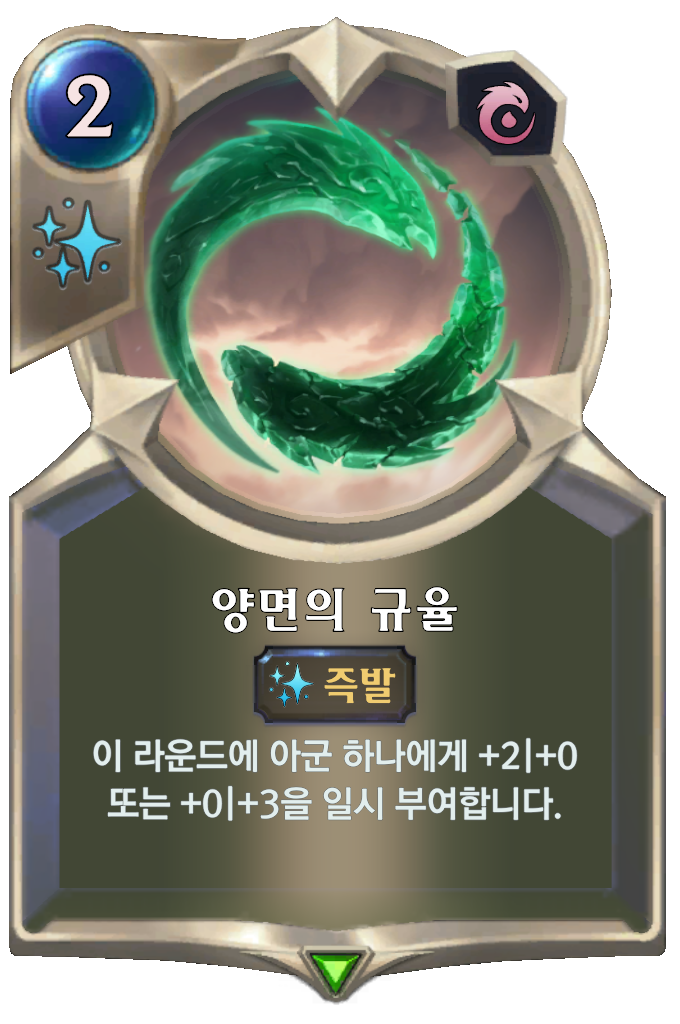 2
양면의 규율
즉발
이 라운드에 아군 하나에게 +2|+0
또는 +0|+3을 일시 부여합니다.